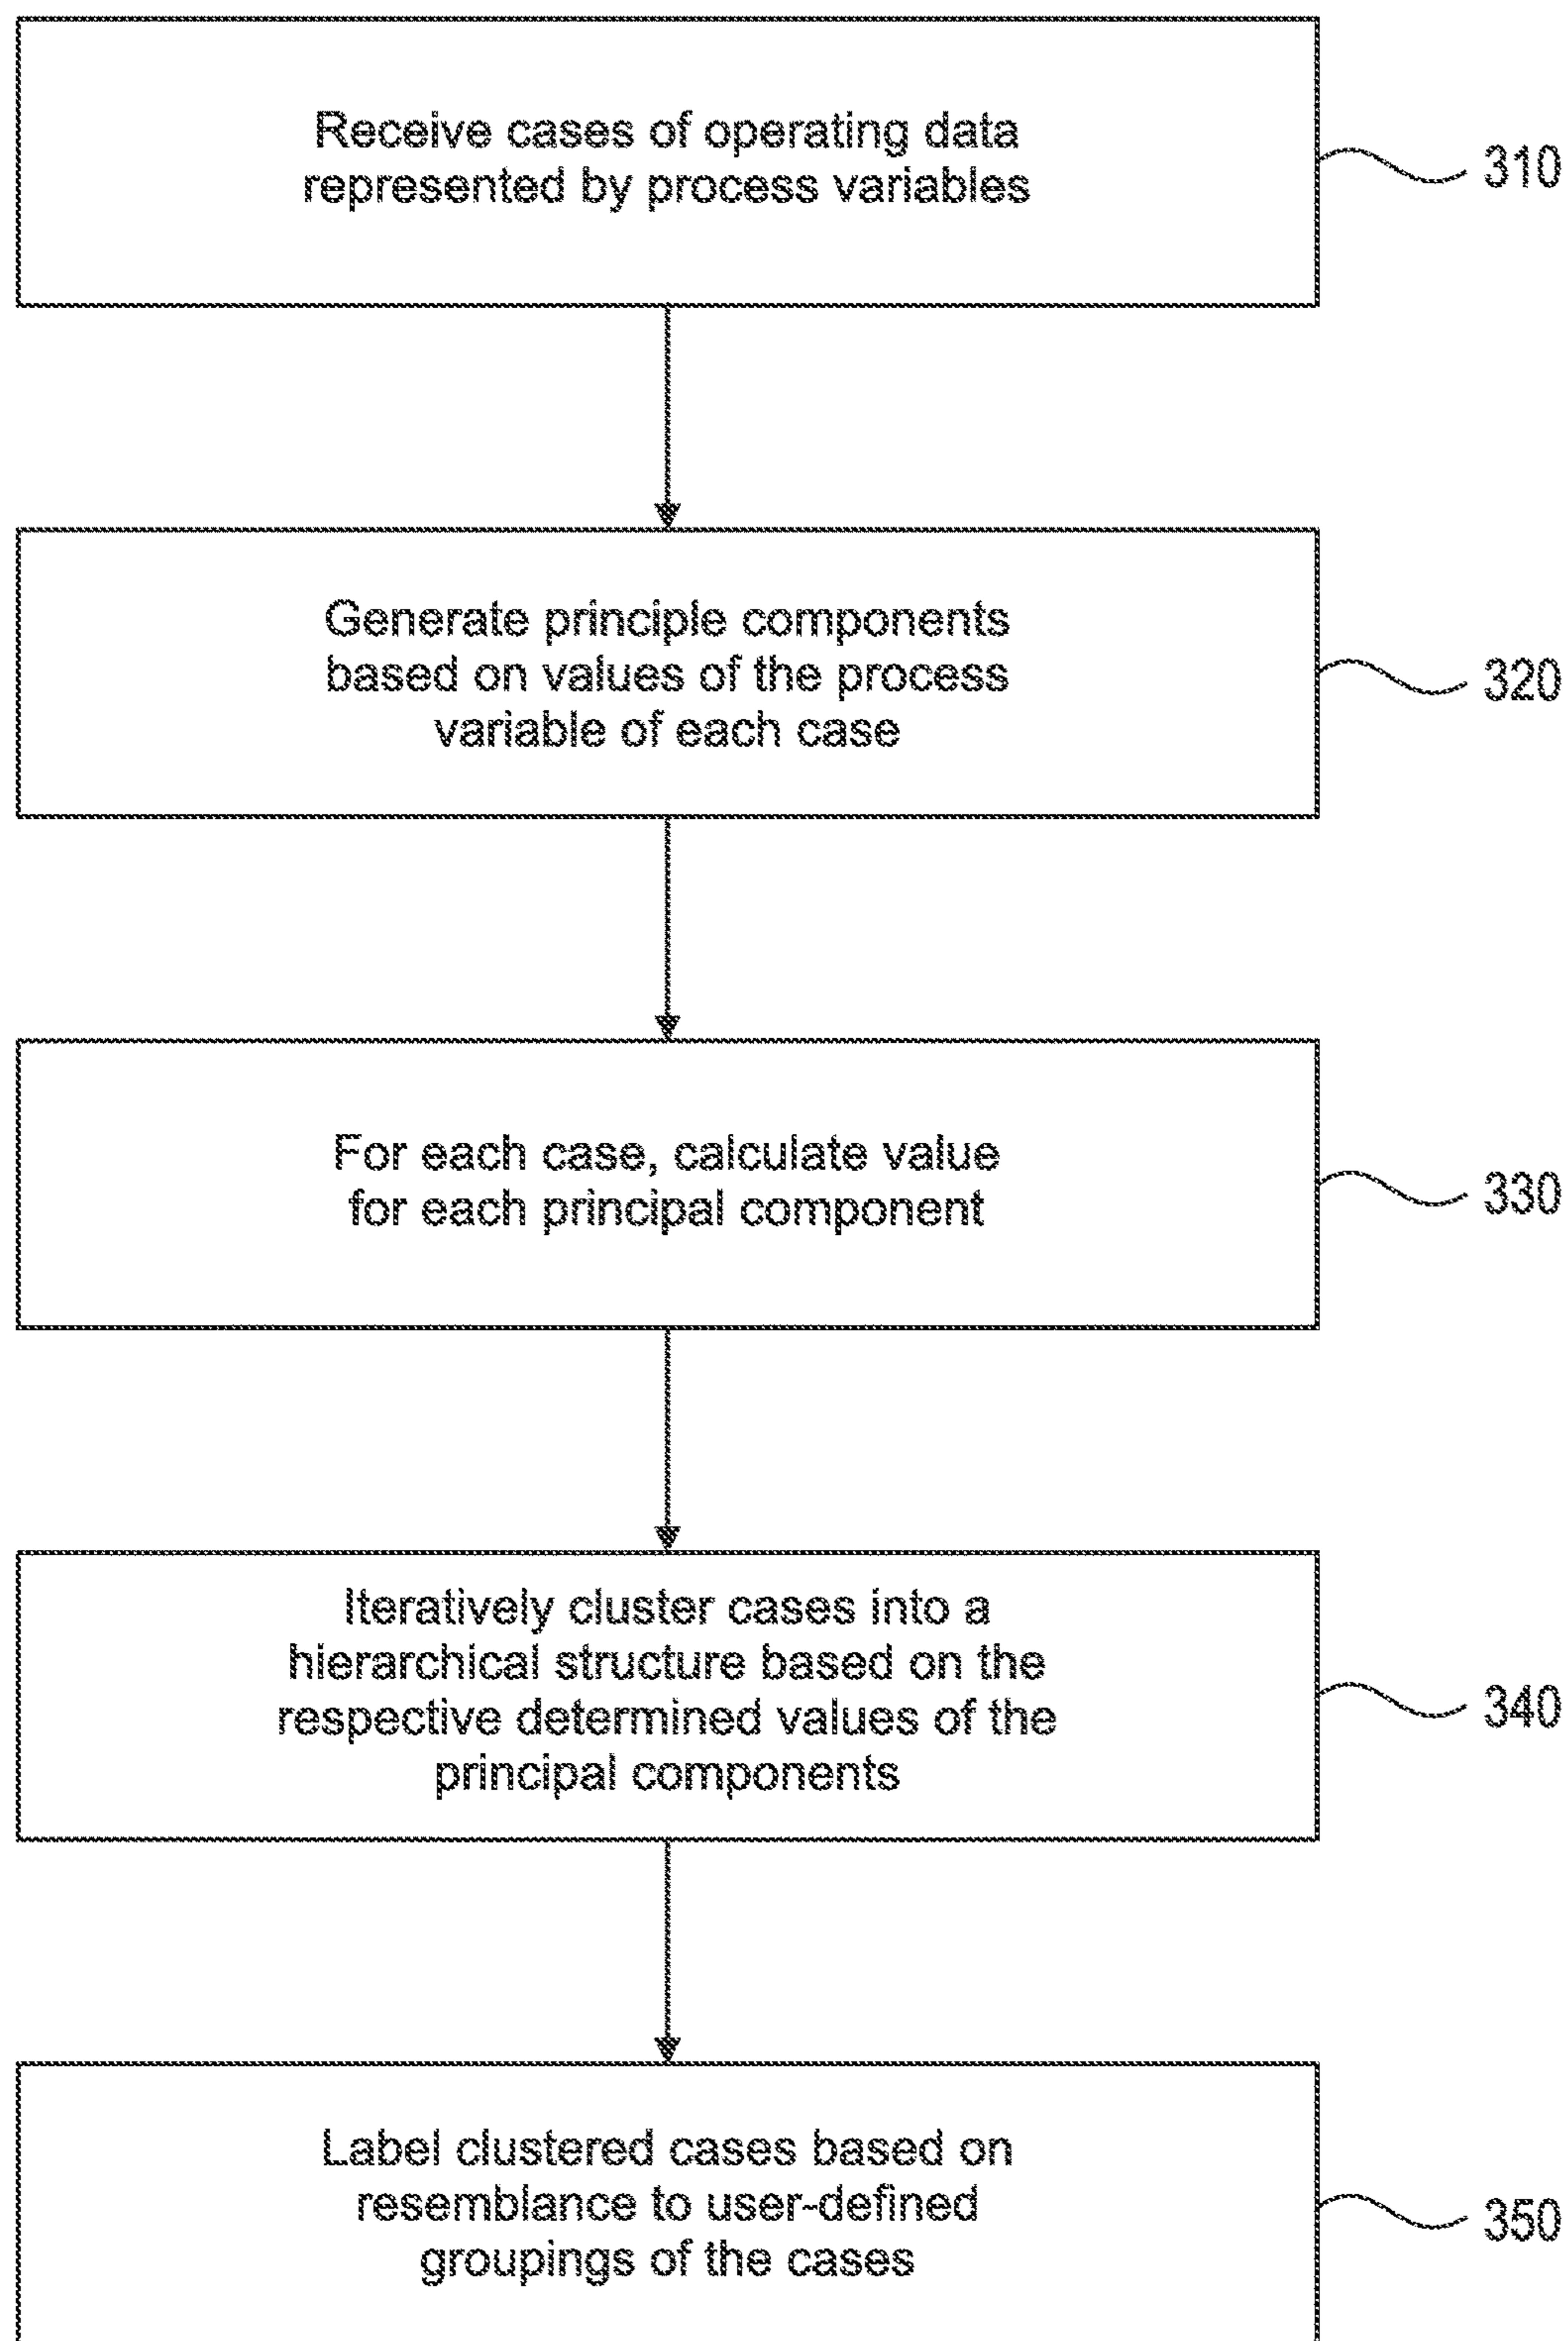 Receive cases of operating data
represented by process variables
310
Generate principle components
based on values of the process
variable of each case
320
For each case, calculate value
for each principal component
330
Iteratively cluster cases into a
hierarchical structure based on the
respective determined values of the
principal components
340
Label clustered cases based on
resemblance to user-defined
groupings of the cases
350